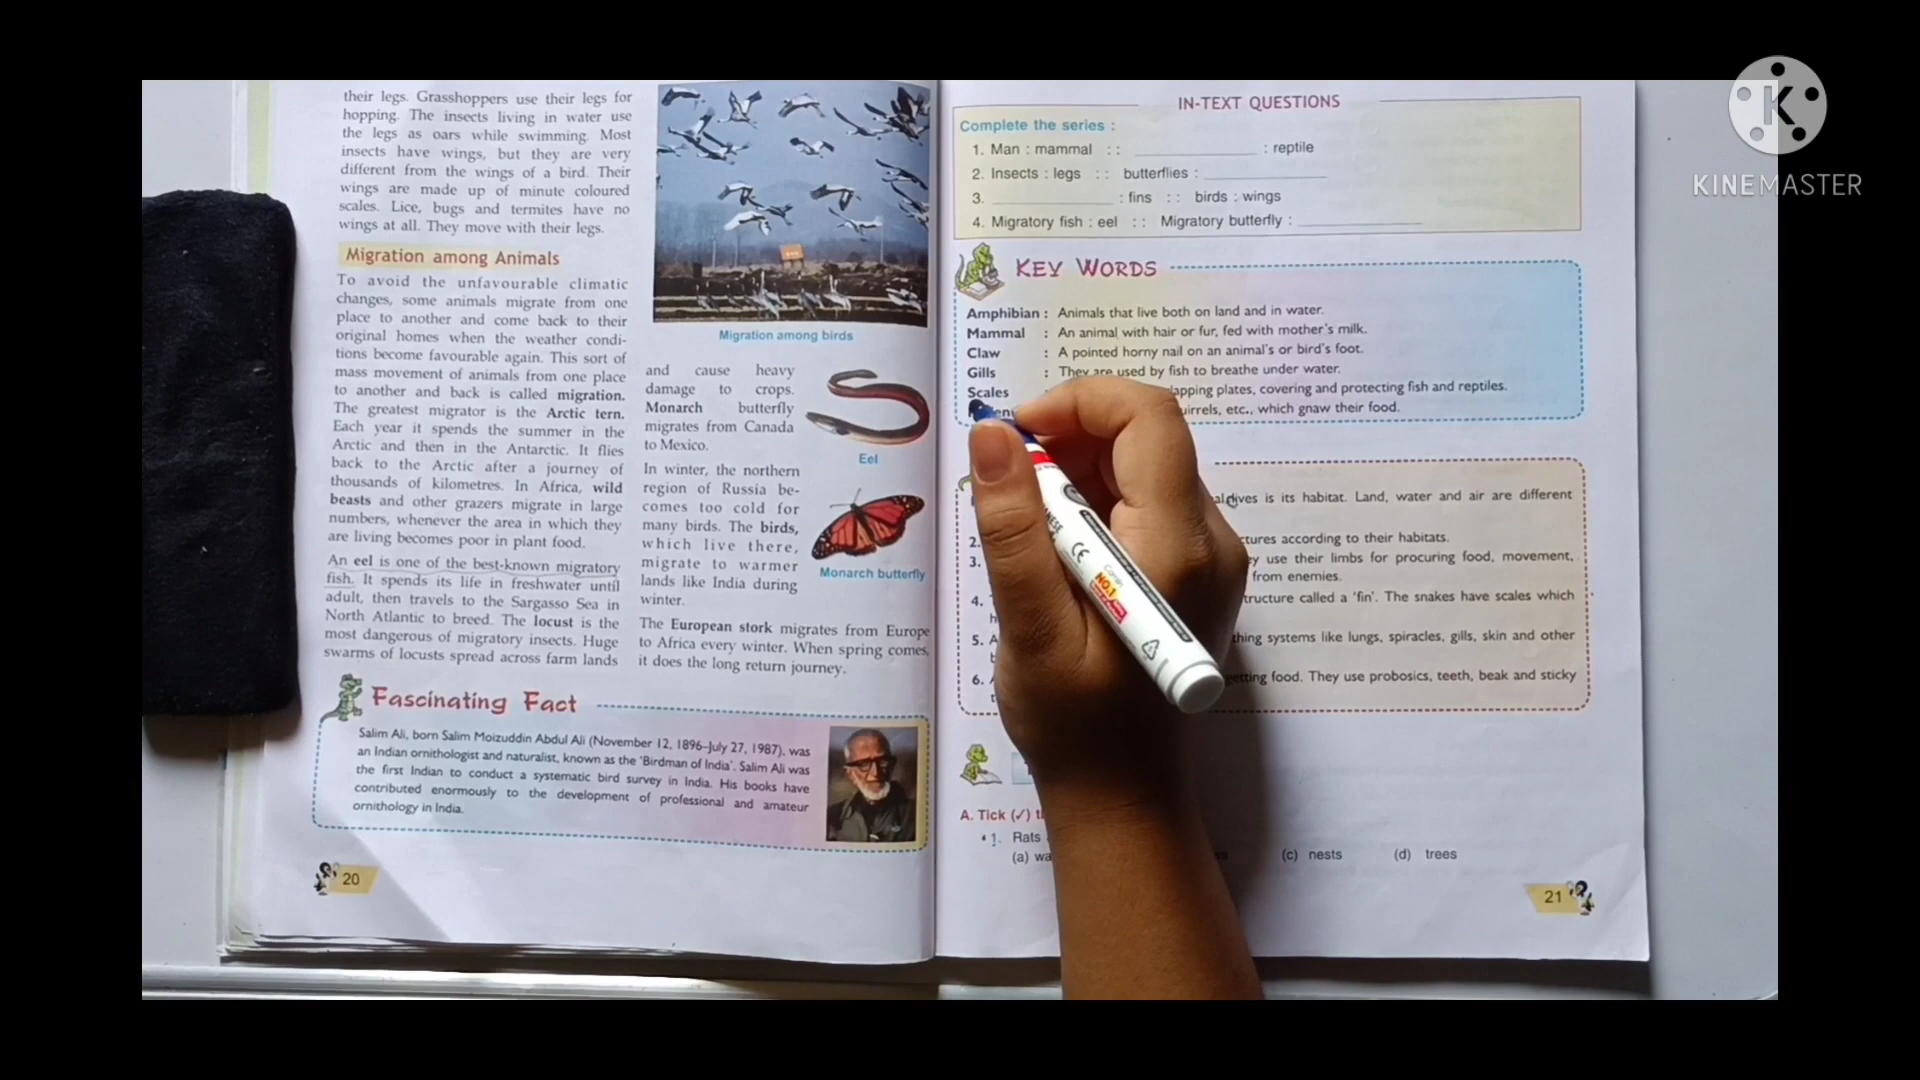 their legs. Grasshoppers use their legs for
hopping. The insects living in water use
the legs as oars while swimming. Most
insects have wings, but they are very
different from the wings of a bird. Their
wings are made up of minute coloured
scales. Lice, bugs and termites have no
wings at all. They move with their legs.
Migration among Animals
To avoid the unfavourable climatic
changes, some animals migrate from one
place to another and come back to their
original homes when the weather condi-
tions become favourable again. This sort of
mass movement of animals from one place
to another and back is called migration.
The greatest migrator is the Arctic tern.
Each year it spends the summer in the
Arctic and then in the Antarctic. It flies
back to the Arctic after a journey of
thousands of kilometres. In Africa, wild
beasts and other grazers migrate in large
numbers, whenever the area in which they
are living becomes poor in plant food.
An eel is one of the best-known migratory
fish. It spends its life in freshwater until
adult, then travels to the Sargasso Sea in
North Atlantic to breed. The locust is the
most dangerous of migratory insects. Huge
swarms of locusts spread across farm lands
Migration among birds
and cause heavy
damage to crops.
Monarch butterfly
migrates from Canada
to Mexico.
Eel
In winter, the northern
region of Russia be-
comes too cold for
many birds. The birds,
which live there,
migrate to warmer
lands like India during
winter.
Monarch butterfly
The European stork migrates from Europe
to Africa every winter. When spring comes,
it does the long return journey.
Fascinating Fact
Salim Ali, born Salim Moizuddin Abdul Ali (November 12, 1896–July 27, 1987), was
an Indian ornithologist and naturalist, known as the 'Birdman of India'. Salim Ali was
the first Indian to conduct a systematic bird survey in India. His books have
contributed enormously to the development of professional and amateur
ornithology in India.
20
IN-TEXT QUESTIONS
Complete the series :
1. Man : mammal :: ____________ : reptile
2. Insects : legs :: butterflies : ____________
3. ____________ : fins :: birds : wings
4. Migratory fish : eel :: Migratory butterfly : ____________
KEY WORDS
Amphibian : Animals that live both on land and in water.
Mammal : An animal with hair or fur, fed with mother's milk.
Claw : A pointed horny nail on an animal's or bird's foot.
Gills : They are used by fish to breathe under water.
Scales lapping plates, covering and protecting fish and reptiles.
uirrels, etc., which gnaw their food.
lives is its habitat. Land, water and air are different
2. ctures according to their habitats.
3. ey use their limbs for procuring food, movement,
from enemies.
4. tructure called a 'fin'. The snakes have scales which
5. A thing systems like lungs, spiracles, gills, skin and other
6. getting food. They use probosics, teeth, beak and sticky
A. Tick (✓)
1. Rats
(a) wa (c) nests (d) trees
21
KINEMASTER